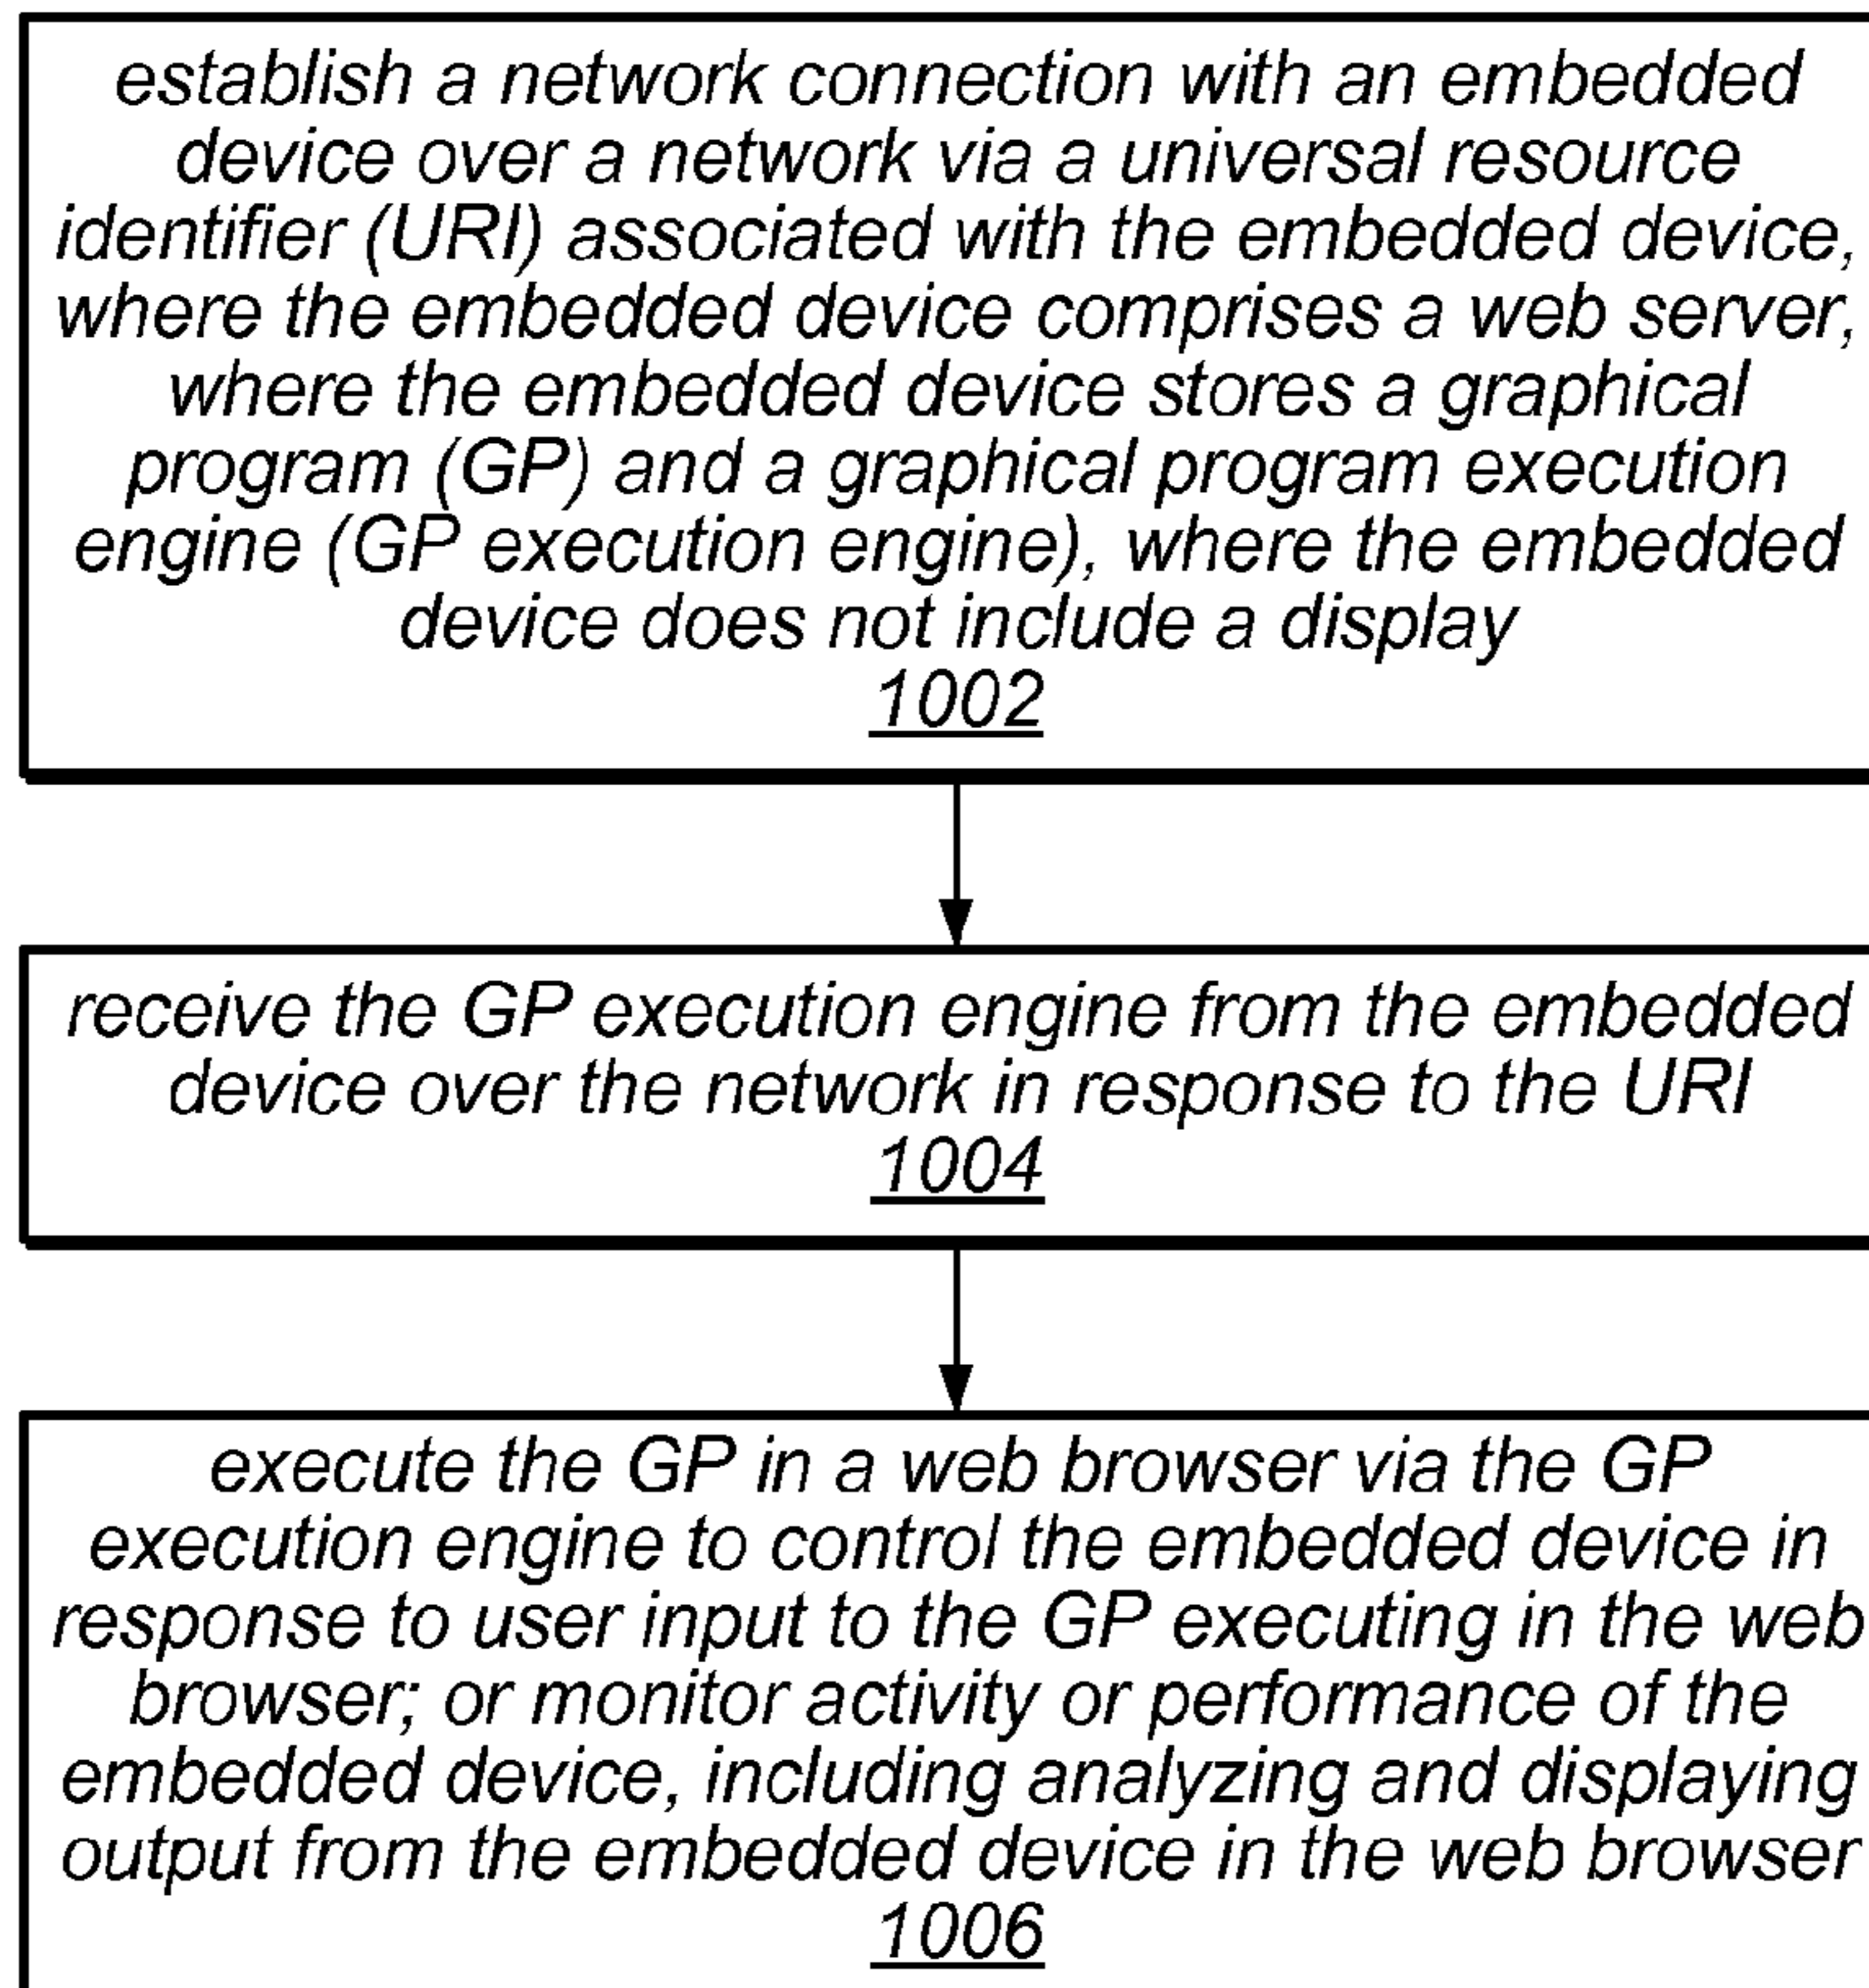 establish a network connection with an embedded
device over a network via a universal resource
identifier (URI) associated with the embedded device,
where the embedded device comprises a web server,
where the embedded device stores a graphical
program (GP) and a graphical program execution
engine (GP execution engine), where the embedded
device does not include a display
1002
receive the GP execution engine from the embedded
device over the network in response to the URI
1004
execute the GP in a web browser via the GP
execution engine to control the embedded device in
response to user input to the GP executing in the web
browser; or monitor activity or performance of the
embedded device, including analyzing and displaying
output from the embedded device in the web browser
1006